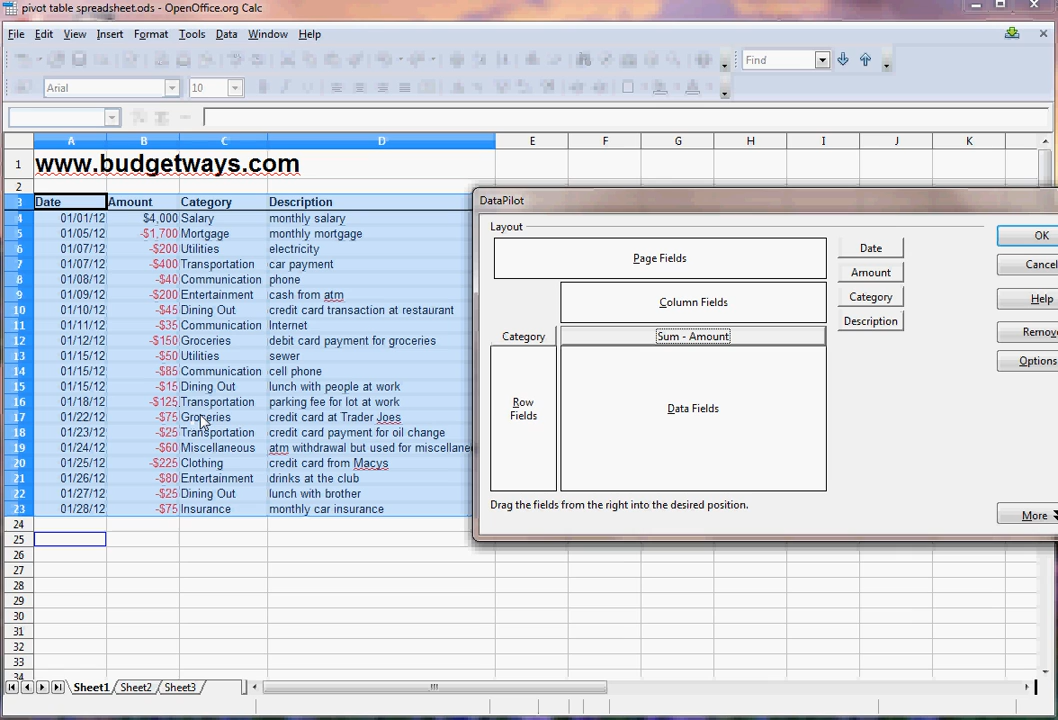 pivot table spreadsheet.ods - OpenOffice.org Calc
File Edit View Insert Format Tools Data Window Help
Find
Arial 10
A B C D E F G H I J K
1 www.budgetways.com
2
3 Date Amount Category Description
4 01/01/12 $4,000 Salary monthly salary
5 01/05/12 -$1,700 Mortgage monthly mortgage
6 01/07/12 -$200 Utilities electricity
7 01/07/12 -$400 Transportation car payment
8 01/08/12 -$40 Communication phone
9 01/09/12 -$200 Entertainment cash from atm
10 01/10/12 -$45 Dining Out credit card transaction at restaurant
11 01/11/12 -$35 Communication Internet
12 01/12/12 -$150 Groceries debit card payment for groceries
13 01/15/12 -$50 Utilities sewer
14 01/15/12 -$85 Communication cell phone
15 01/15/12 -$15 Dining Out lunch with people at work
16 01/18/12 -$125 Transportation parking fee for lot at work
17 01/22/12 -$75 Groceries credit card at Trader Joes
18 01/23/12 -$25 Transportation credit card payment for oil change
19 01/24/12 -$60 Miscellaneous atm withdrawal but used for miscellane
20 01/25/12 -$225 Clothing credit card from Macys
21 01/26/12 -$80 Entertainment drinks at the club
22 01/27/12 -$25 Dining Out lunch with brother
23 01/28/12 -$75 Insurance monthly car insurance
24
25
26
27
28
29
30
31
32
33
34
DataPilot
Layout
Page Fields
Column Fields
Category
Sum - Amount
Row
Fields
Data Fields
Date
Amount
Category
Description
OK
Cancel
Help
Remov
Options
More
Drag the fields from the right into the desired position.
Sheet1 Sheet2 Sheet3